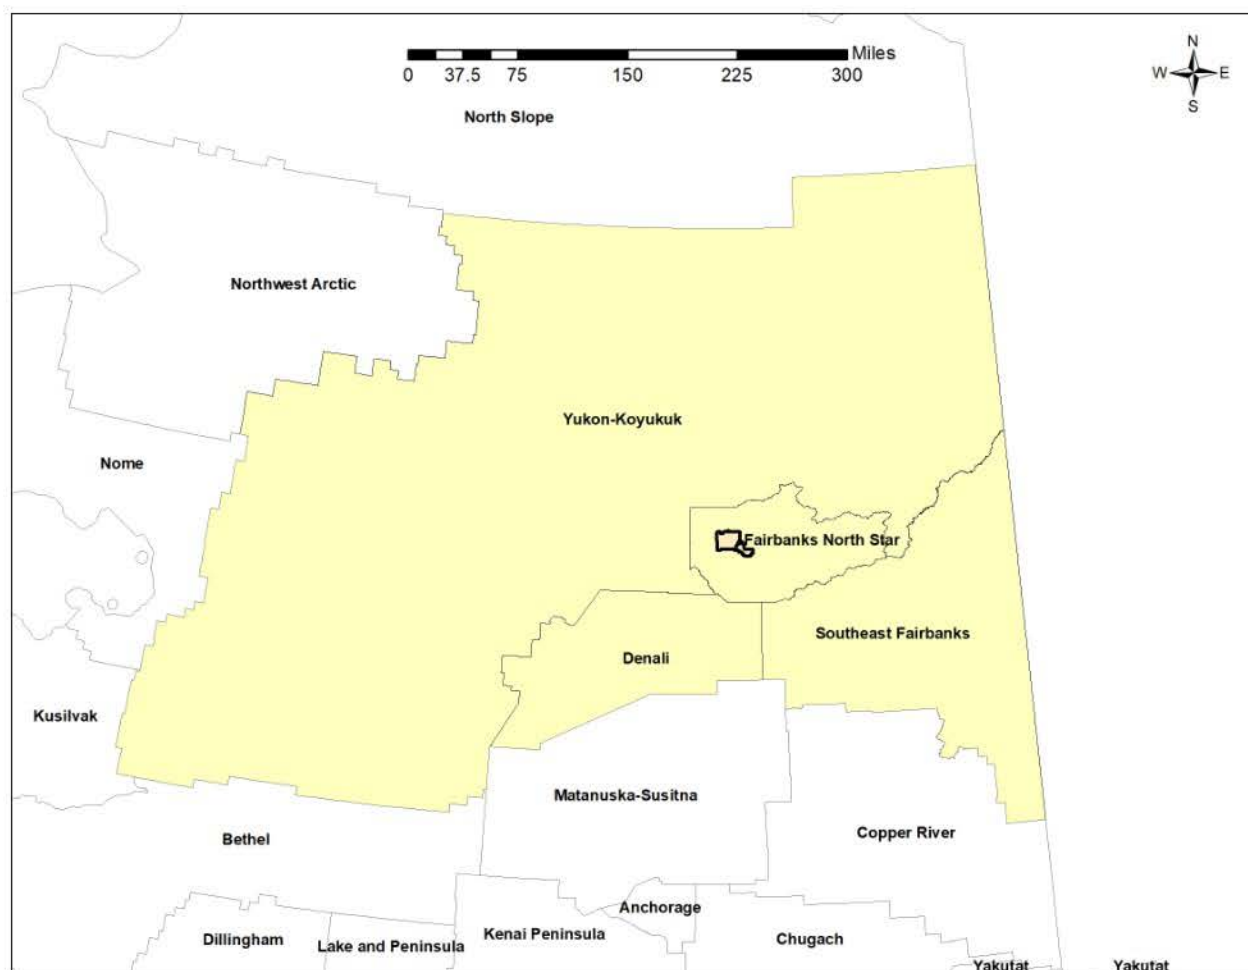 Miles
0 37.5 75 150 225 300
N
W E
S
North Slope
Northwest Arctic
Yukon-Koyukuk
Nome
Fairbanks North Star
Southeast Fairbanks
Denali
Kusilvak
Matanuska-Susitna
Copper River
Bethel
Anchorage
Dillingham
Lake and Peninsula
Kenai Peninsula
Chugach
Yakutat
Yakutat